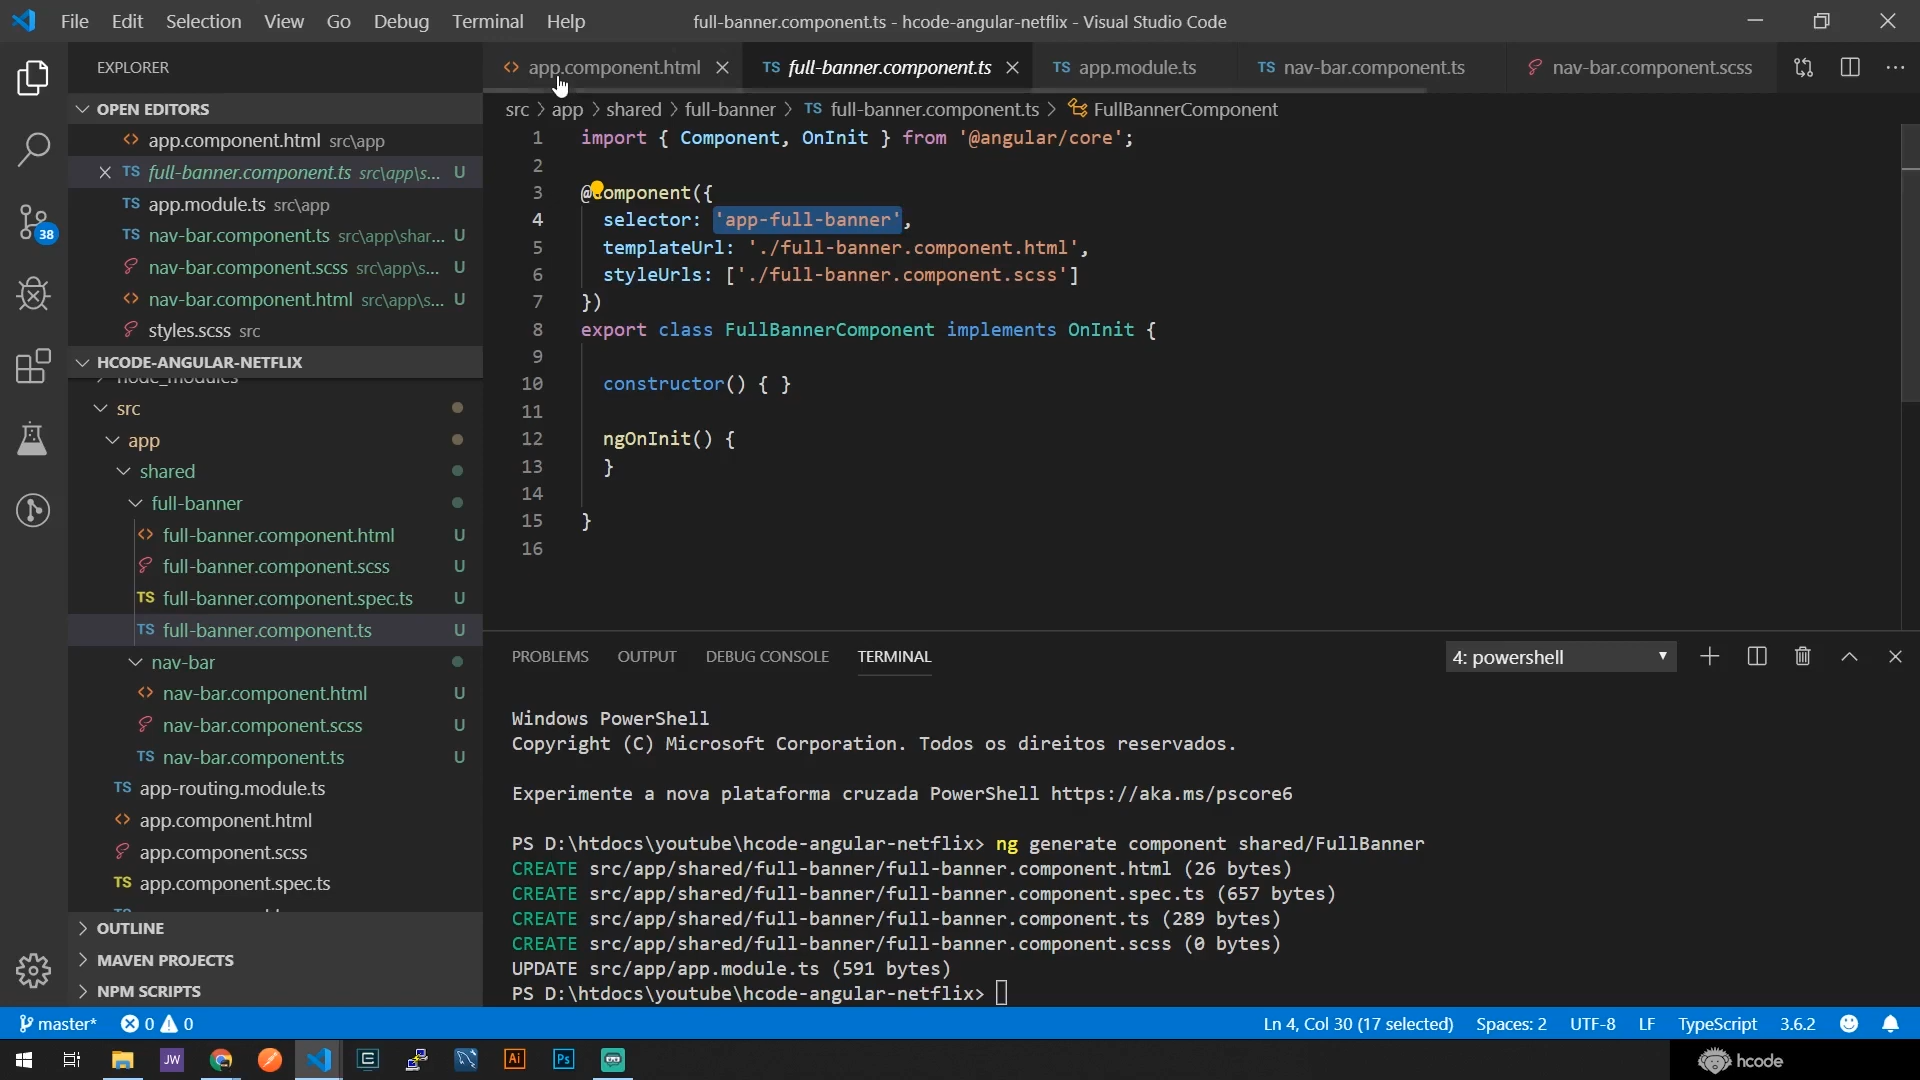 File Edit Selection View Go Debug Terminal Help full-banner.component.ts - hcode-angular-netflix - Visual Studio Code
EXPLORER
OPEN EDITORS
app.component.html src\app
full-banner.component.ts src\app\s... U
TS app.module.ts src\app
TS nav-bar.component.ts src\app\shar... U
nav-bar.component.scss src\app\s... U
nav-bar.component.html src\app\s... U
styles.scss src
HCODE-ANGULAR-NETFLIX
node_modules
src
app
shared
full-banner
full-banner.component.html U
full-banner.component.scss U
TS full-banner.component.spec.ts U
TS full-banner.component.ts U
nav-bar
nav-bar.component.html U
nav-bar.component.scss U
TS nav-bar.component.ts U
TS app-routing.module.ts
app.component.html
app.component.scss
TS app.component.spec.ts
OUTLINE
MAVEN PROJECTS
NPM SCRIPTS
38
app.component.html TS full-banner.component.ts TS app.module.ts TS nav-bar.component.ts nav-bar.component.scss
src > app > shared > full-banner > TS full-banner.component.ts > FullBannerComponent
1 import { Component, OnInit } from '@angular/core';
2
3 @Component({
4 selector: 'app-full-banner',
5 templateUrl: './full-banner.component.html',
6 styleUrls: ['./full-banner.component.scss']
7 })
8 export class FullBannerComponent implements OnInit {
9
10 constructor() { }
11
12 ngOnInit() {
13 }
14
15 }
16
PROBLEMS OUTPUT DEBUG CONSOLE TERMINAL 4: powershell
Windows PowerShell
Copyright (C) Microsoft Corporation. Todos os direitos reservados.
Experimente a nova plataforma cruzada PowerShell https://aka.ms/pscore6
PS D:\htdocs\youtube\hcode-angular-netflix> ng generate component shared/FullBanner
CREATE src/app/shared/full-banner/full-banner.component.html (26 bytes)
CREATE src/app/shared/full-banner/full-banner.component.spec.ts (657 bytes)
CREATE src/app/shared/full-banner/full-banner.component.ts (289 bytes)
CREATE src/app/shared/full-banner/full-banner.component.scss (0 bytes)
UPDATE src/app/app.module.ts (591 bytes)
PS D:\htdocs\youtube\hcode-angular-netflix>
master* 0 0 Ln 4, Col 30 (17 selected) Spaces: 2 UTF-8 LF TypeScript 3.6.2
JW Ai Ps hcode